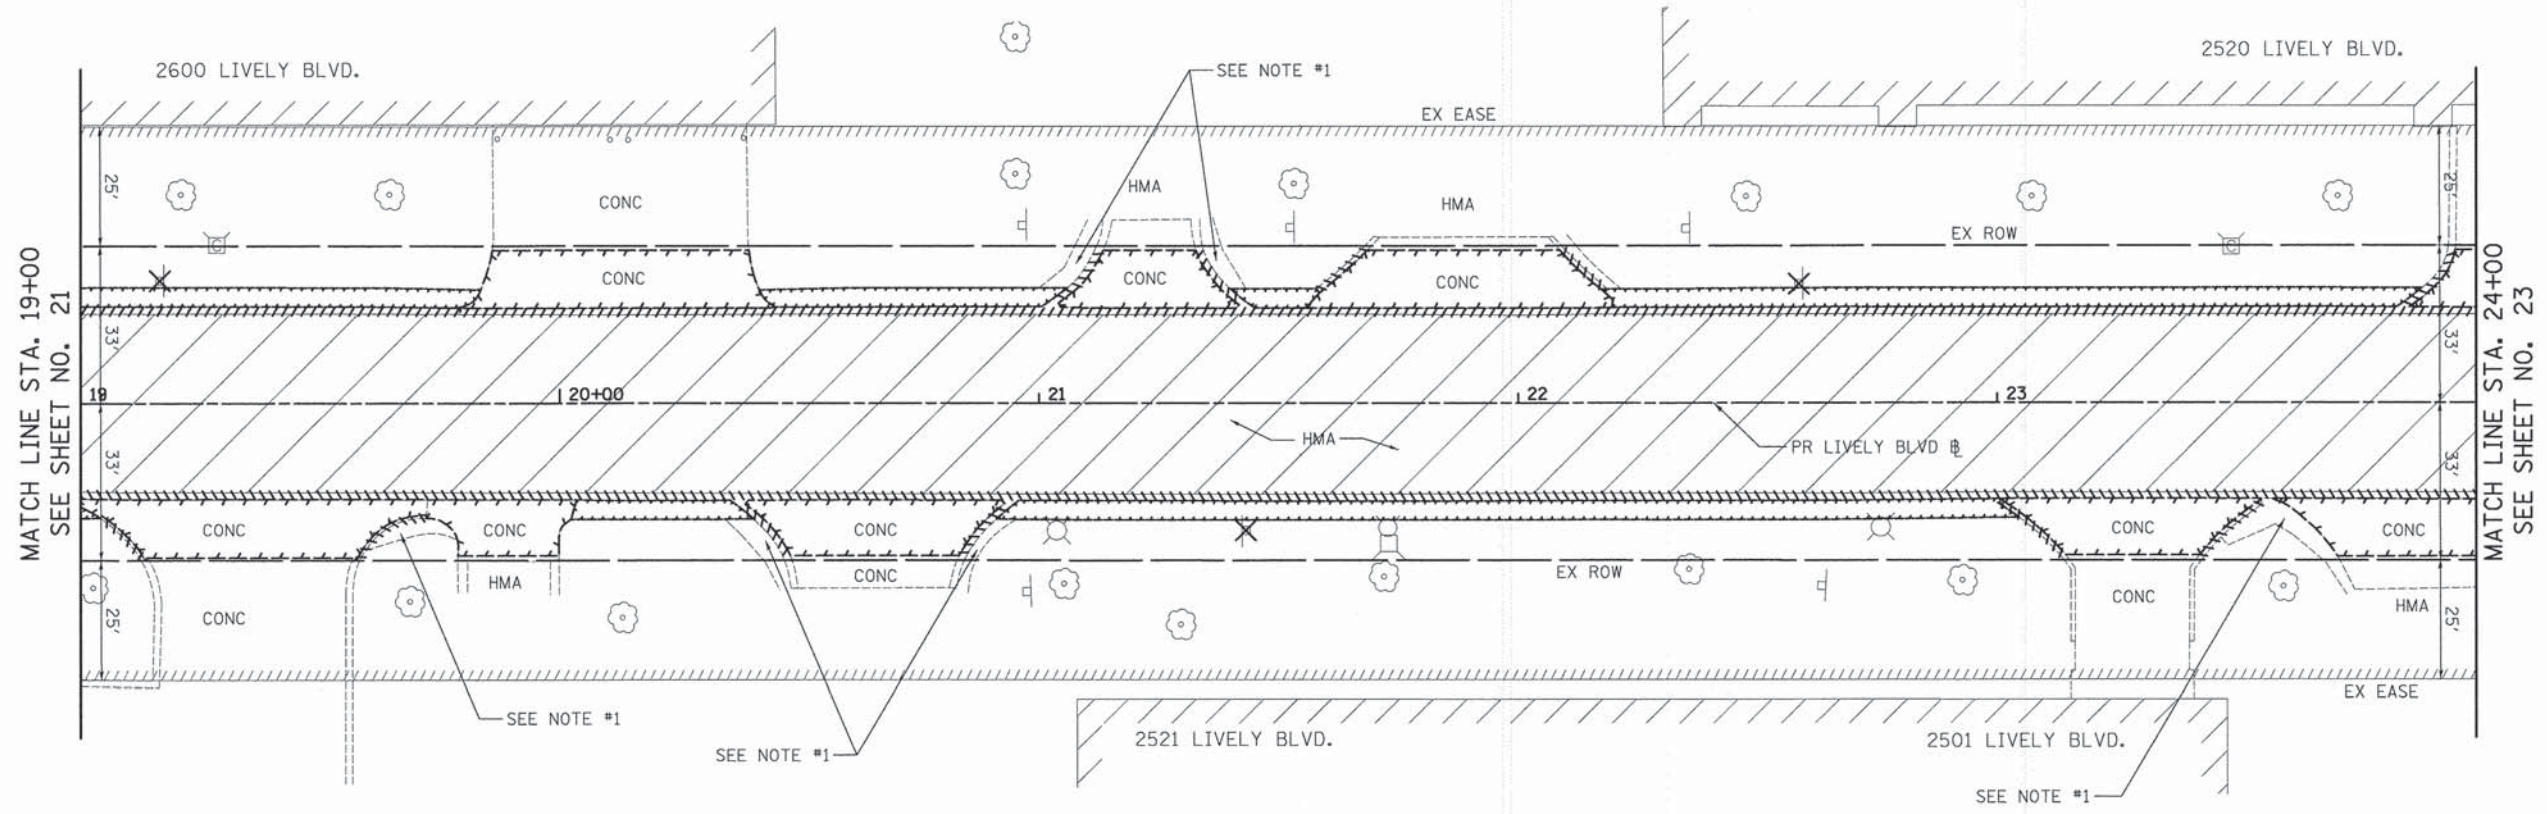 2600 LIVELY BLVD.
SEE NOTE #1
2520 LIVELY BLVD.
EX EASE
25'
CONC
HMA
HMA
25'
EX ROW
CONC
CONC
CONC
MATCH LINE STA. 19+00
SEE SHEET NO. 21
33'
33'
MATCH LINE STA. 24+00
SEE SHEET NO. 23
19
20+00
21
22
23
HMA
PR LIVELY BLVD BL
33'
33'
CONC
CONC
CONC
CONC
CONC
HMA
CONC
EX ROW
CONC
CONC
HMA
25'
25'
EX EASE
SEE NOTE #1
SEE NOTE #1
2521 LIVELY BLVD.
2501 LIVELY BLVD.
SEE NOTE #1